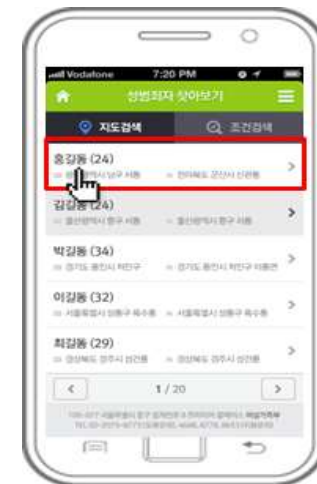 Vodafone 7:20 PM
성범죄자 찾아보기
지도검색 조건검색
홍길동 (24)
남구 전라북도 군산시 신관동
김길동 (24)
울산광역시 중구 서동 울산광역시 중구 서동
박길동 (34)
경기도 용인시 처인구 경기도 용인시 처인구 이동면
이길동 (32)
서울특별시 성동구 옥수동 서울특별시 성동구 옥수동
최길동 (29)
경상북도 경주시 성건동 경상북도 경주시 성건동
< 1 / 20 >
여성가족부